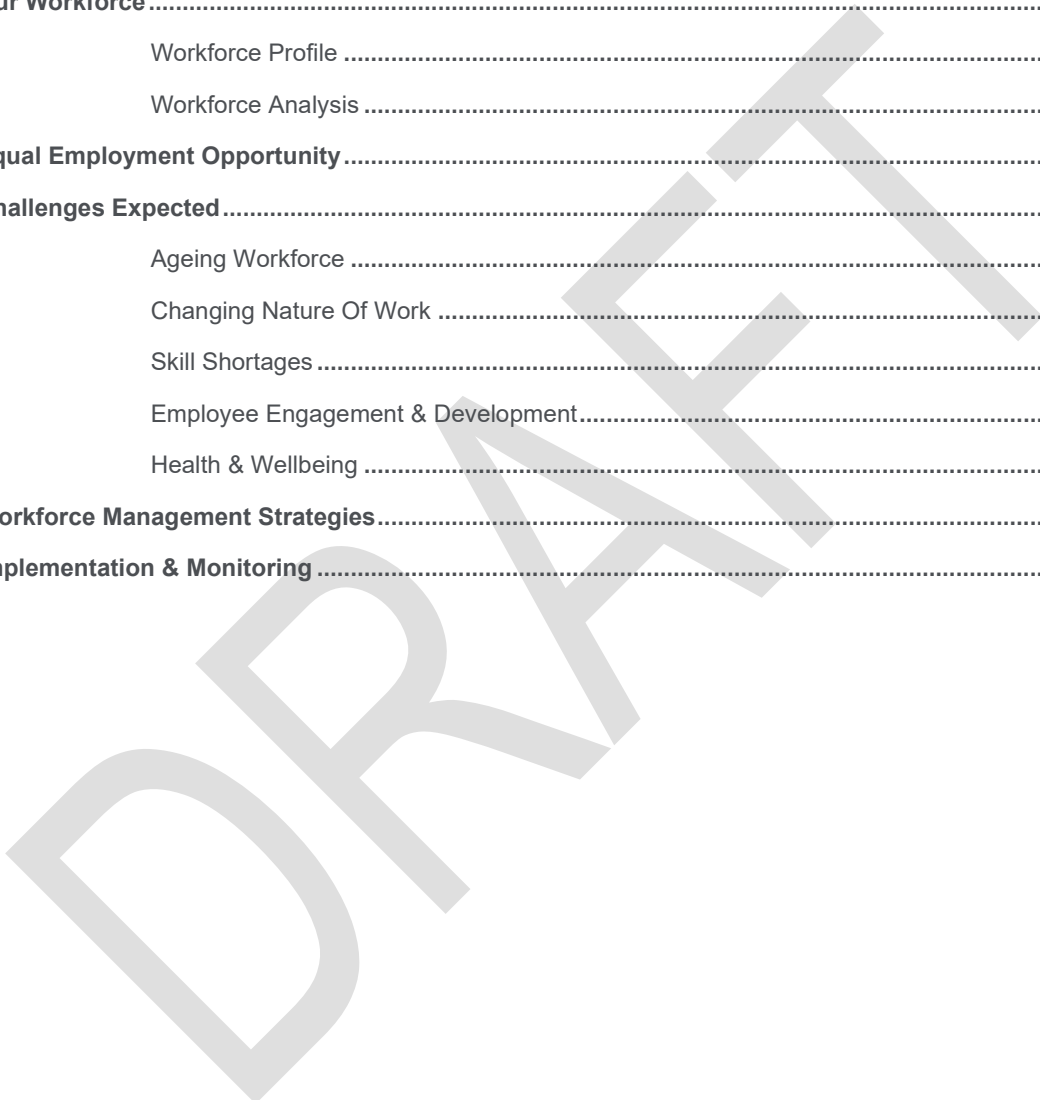 ur Workforce
Workforce Profile
Workforce Analysis
qual Employment Opportunity
hallenges Expected
Ageing Workforce
Changing Nature Of Work
Skill Shortages
Employee Engagement & Development
Health & Wellbeing
orkforce Management Strategies
nplementation & Monitoring
DRAFT